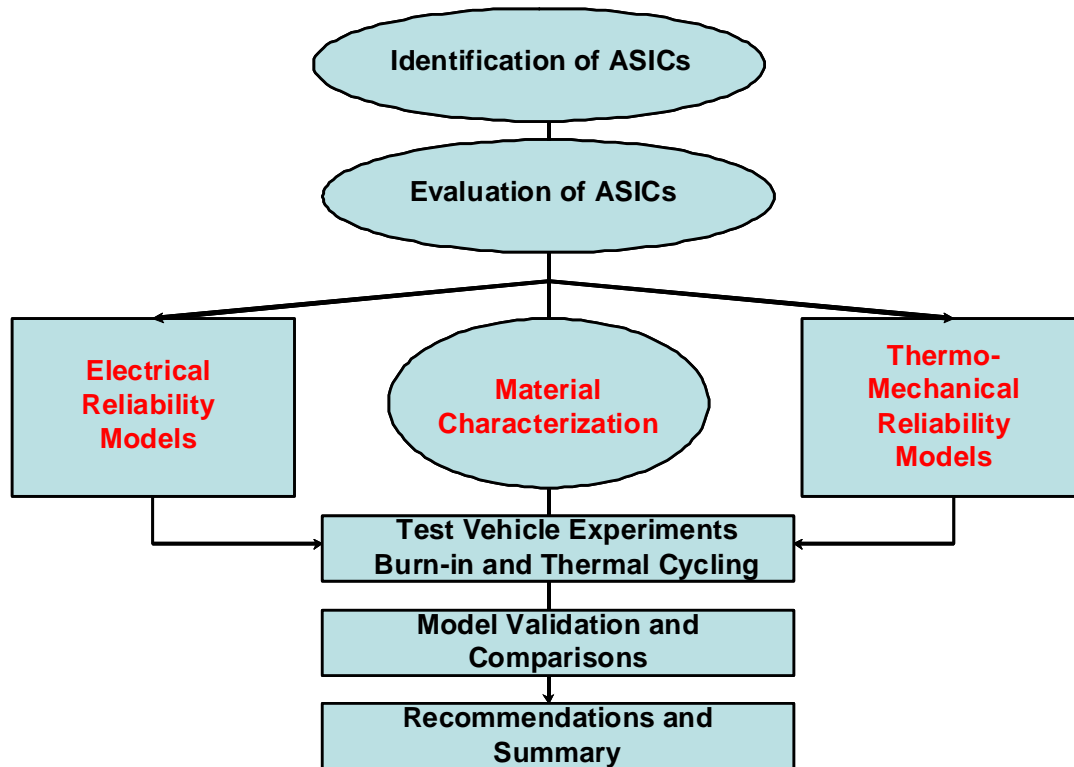 Identification of ASICs
Evaluation of ASICs
Electrical
Reliability
Models
Material
Characterization
Thermo-
Mechanical
Reliability
Models
Test Vehicle Experiments
Burn-in and Thermal Cycling
Model Validation and
Comparisons
Recommendations and
Summary